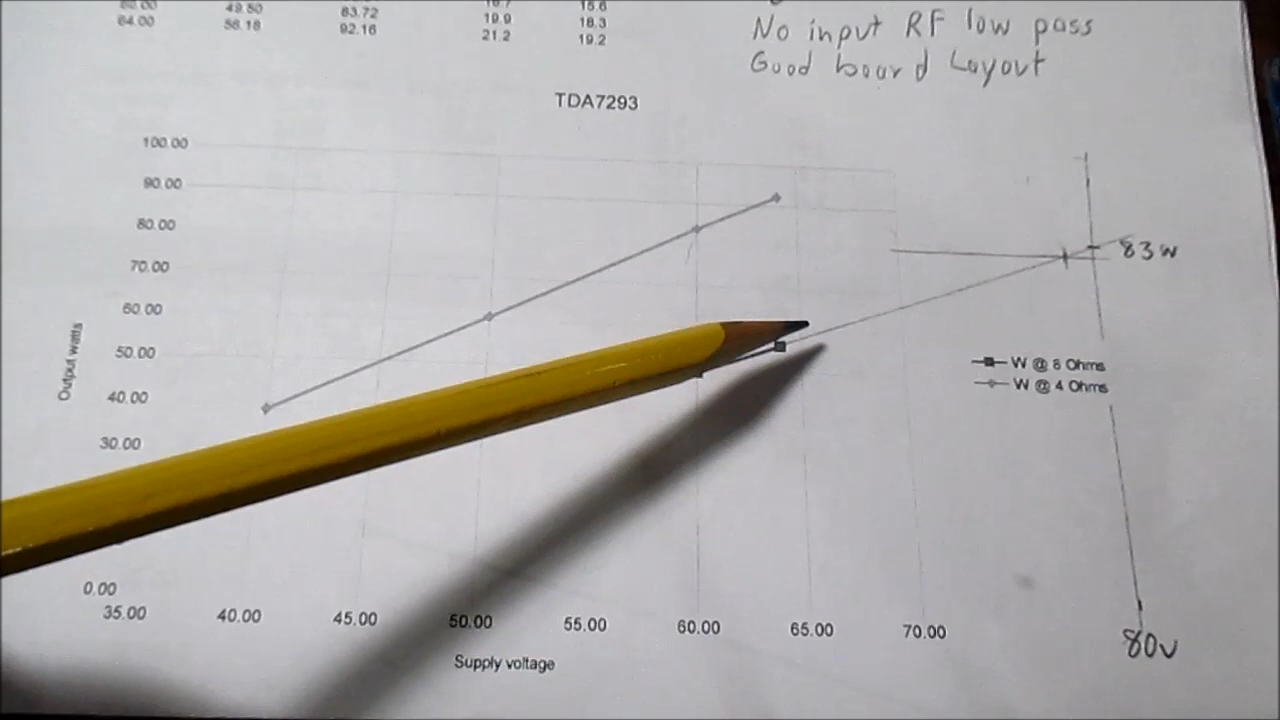 49.50 83.72 19.9 18.3
64.00 58.18 92.16 21.2 19.2
No input RF low pass
Good board Layout
TDA7293
100.00
90.00
80.00
70.00
60.00
50.00
40.00
30.00
0.00
Output watts
83w
W @ 8 Ohms
W @ 4 Ohms
35.00 40.00 45.00 50.00 55.00 60.00 65.00 70.00
80v
Supply voltage